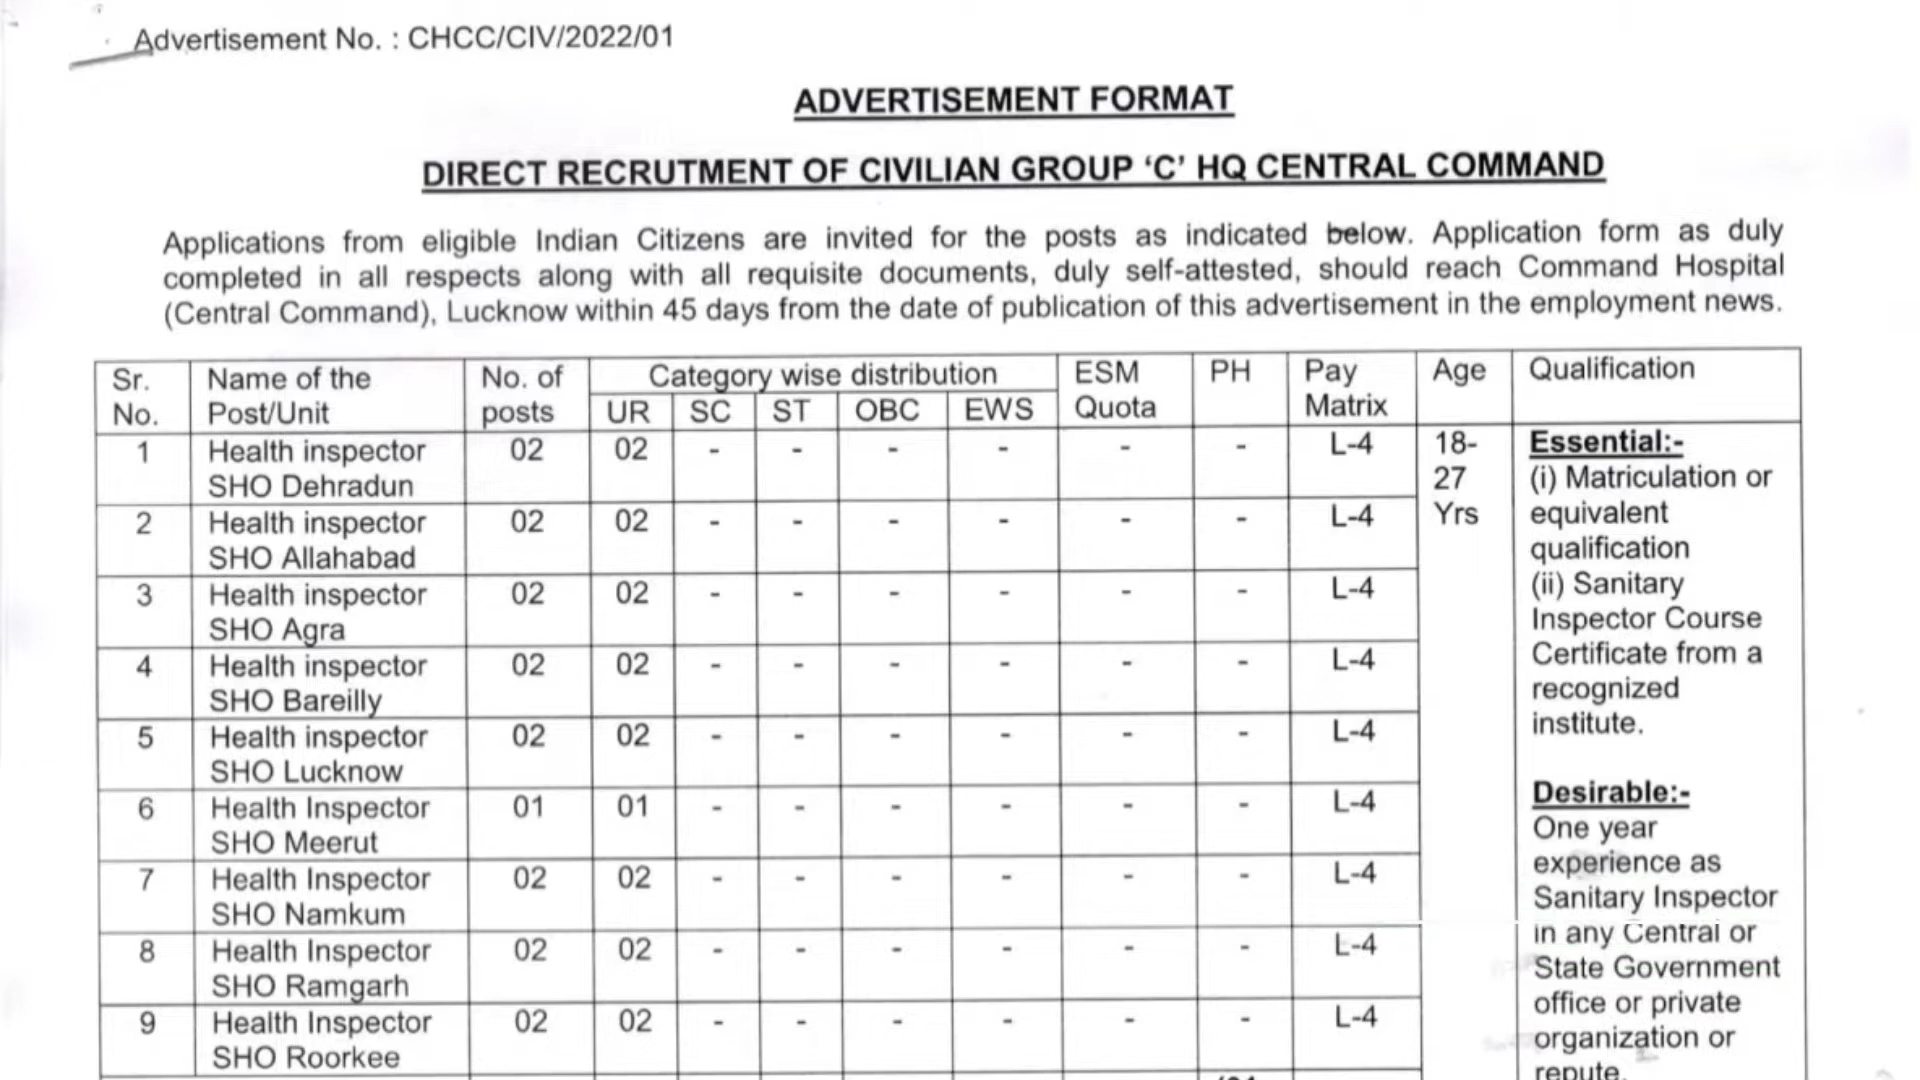 Advertisement No. : CHCC/CIV/2022/01
ADVERTISEMENT FORMAT
DIRECT RECRUTMENT OF CIVILIAN GROUP ‘C’ HQ CENTRAL COMMAND
Applications from eligible Indian Citizens are invited for the posts as indicated below. Application form as duly
completed in all respects along with all requisite documents, duly self-attested, should reach Command Hospital
(Central Command), Lucknow within 45 days from the date of publication of this advertisement in the employment news.
Sr. No. Name of the Post/Unit No. of posts Category wise distribution ESM Quota PH Pay Matrix Age Qualification
UR SC ST OBC EWS
1 Health inspector 02 02 - - - - - - L-4 18-
SHO Dehradun
27
Yrs
2 Health inspector 02 02 - - - - - - L-4
SHO Allahabad
3 Health inspector 02 02 - - - - - - L-4
SHO Agra
4 Health inspector 02 02 - - - - - - L-4
SHO Bareilly
5 Health inspector 02 02 - - - - - - L-4
SHO Lucknow
6 Health Inspector 01 01 - - - - - - L-4
SHO Meerut
7 Health Inspector 02 02 - - - - - - L-4
SHO Namkum
8 Health Inspector 02 02 - - - - - - L-4
SHO Ramgarh
9 Health Inspector 02 02 - - - - - - L-4
SHO Roorkee
Essential:-
(i) Matriculation or
equivalent
qualification
(ii) Sanitary
Inspector Course
Certificate from a
recognized
institute.
Desirable:-
One year
experience as
Sanitary Inspector
in any Central or
State Government
office or private
organization or
repute.